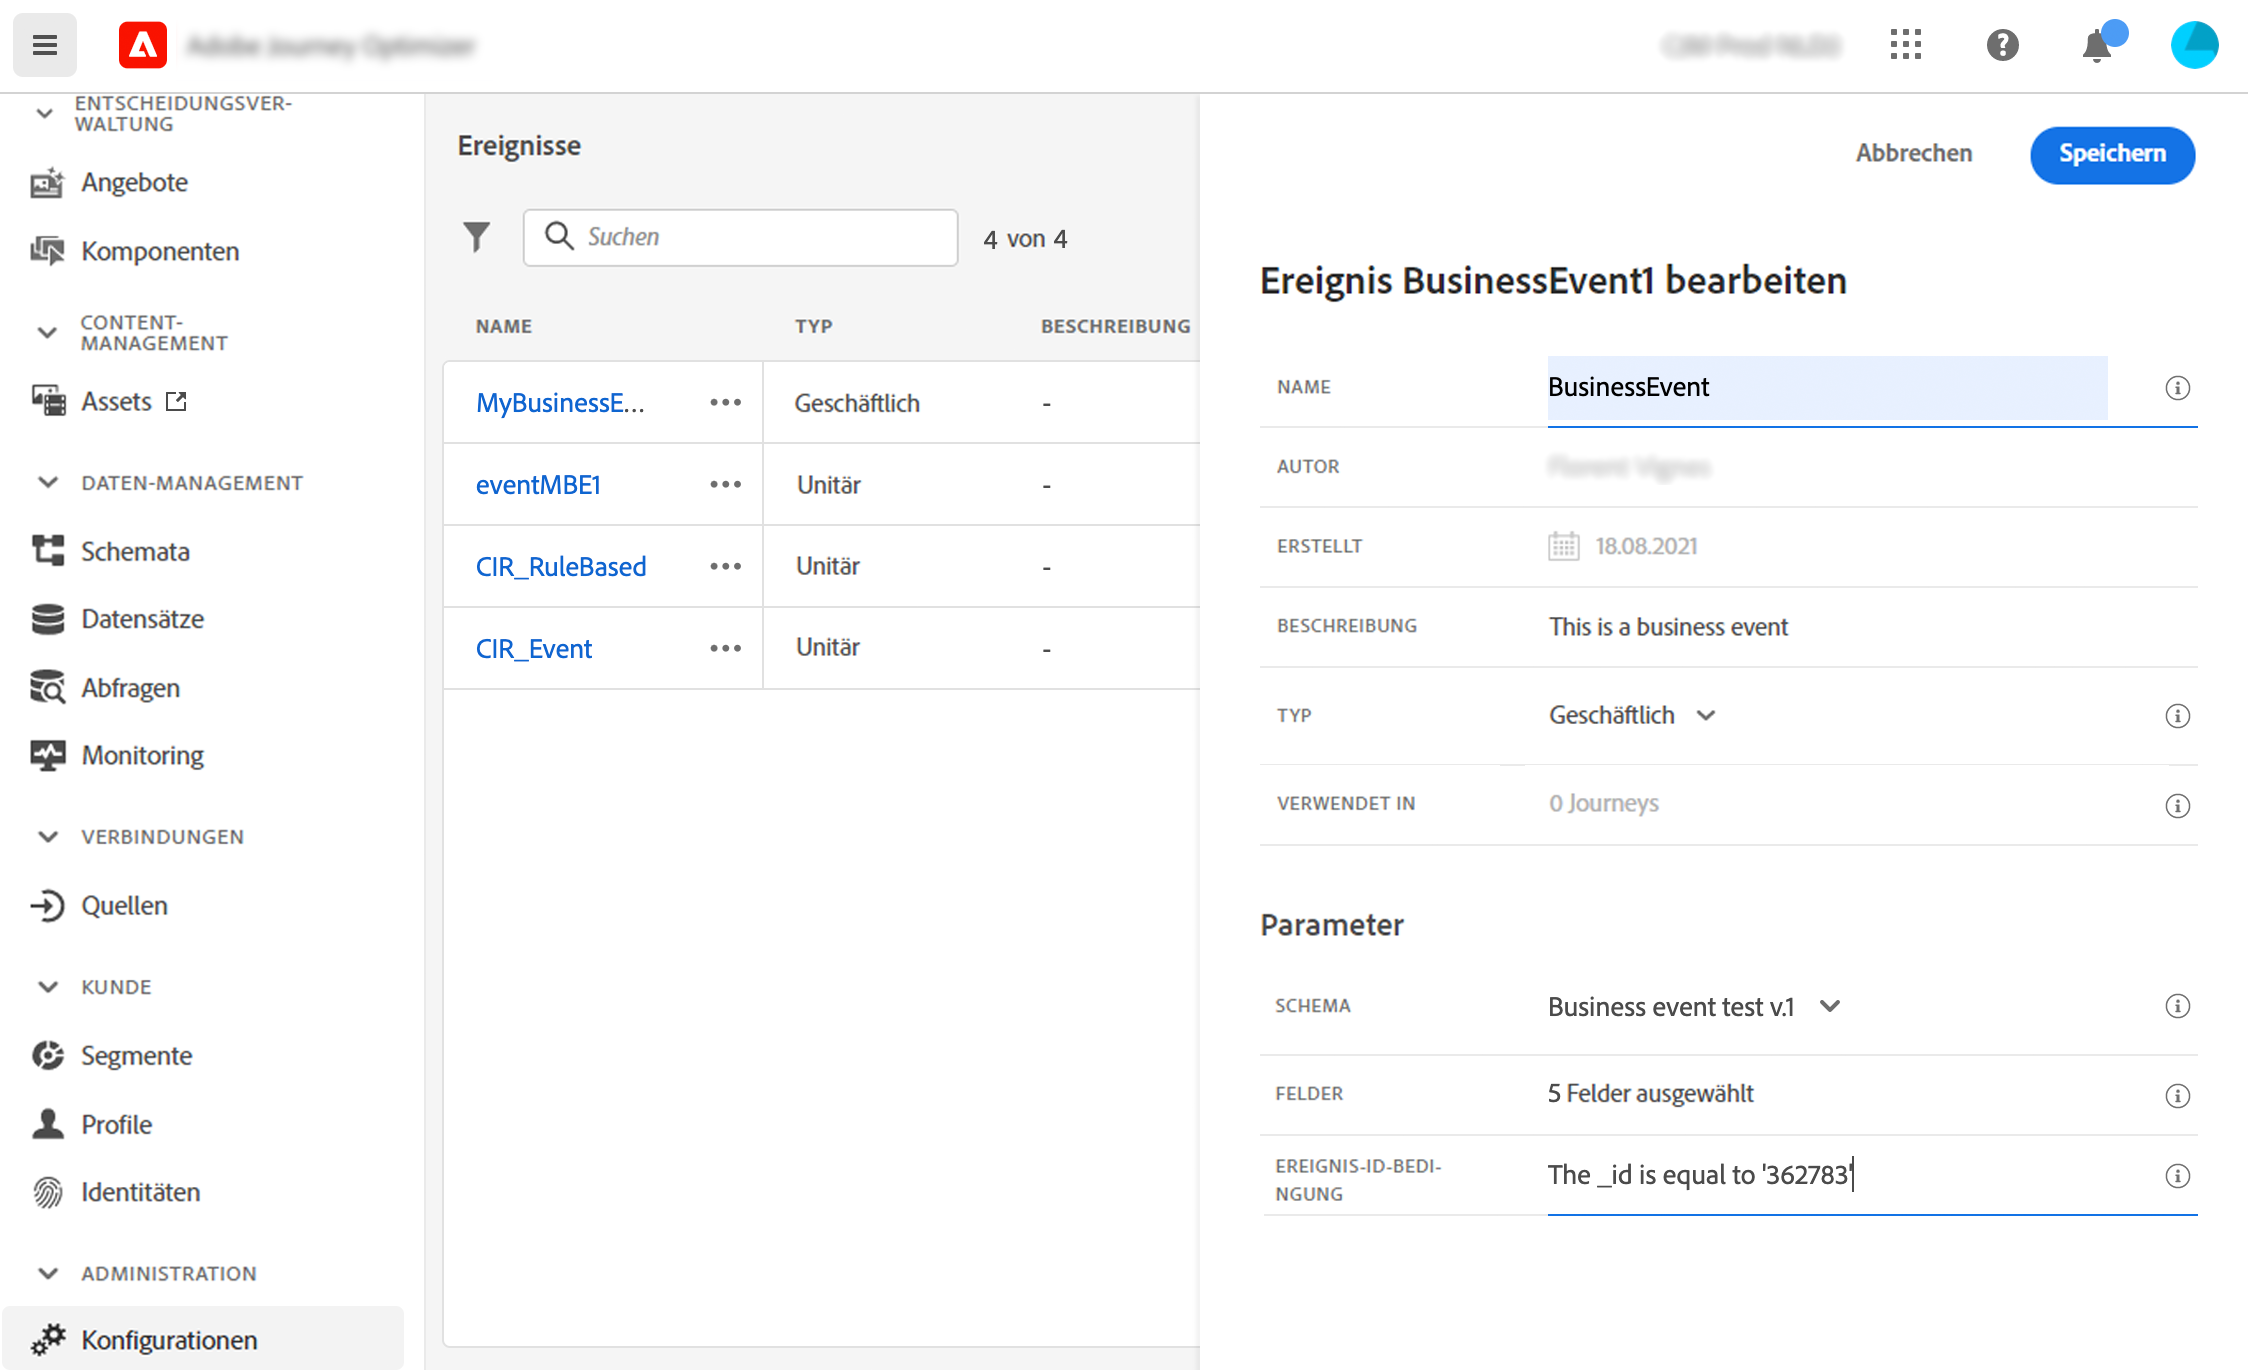 ENTSCHEIDUNGSVER-
WALTUNG
Angebote
Komponenten
CONTENT-
MANAGEMENT
Assets
DATEN-MANAGEMENT
Schemata
Datensätze
Abfragen
Monitoring
VERBINDUNGEN
Quellen
KUNDE
Segmente
Profile
Identitäten
ADMINISTRATION
Konfigurationen
Ereignisse
Suchen
4 von 4
NAME TYP BESCHREIBUNG
MyBusinessE... Geschäftlich -
eventMBE1 Unitär -
CIR_RuleBased Unitär -
CIR_Event Unitär -
Abbrechen Speichern
Ereignis BusinessEvent1 bearbeiten
NAME BusinessEvent
AUTOR
ERSTELLT 18.08.2021
BESCHREIBUNG This is a business event
TYP Geschäftlich
VERWENDET IN 0 Journeys
Parameter
SCHEMA Business event test v.1
FELDER 5 Felder ausgewählt
EREIGNIS-ID-BEDI-
NGUNG
The _id is equal to '362783'